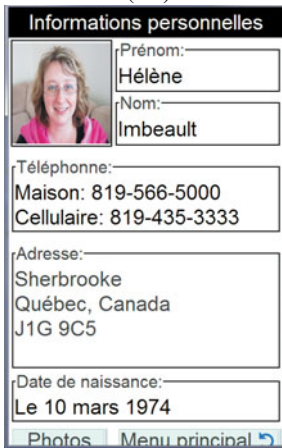 Informations personnelles
Prénom:
Hélène
Nom:
Imbeault
Téléphonne:
Maison: 819-566-5000
Cellulaire: 819-435-3333
Adresse:
Sherbrooke
Québec, Canada
J1G 9C5
Date de naissance:
Le 10 mars 1974
Photos Menu principal